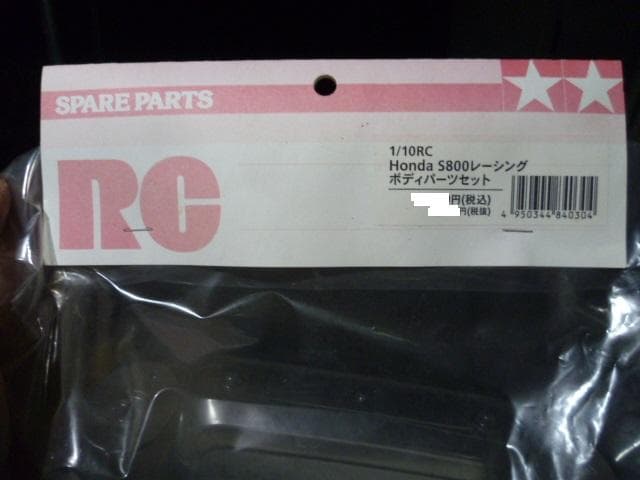 SPARE PARTS
RC
1/10RC
Honda S800レーシング
ボディパーツセット
円(税込)
円(税抜)
4 950344 840304